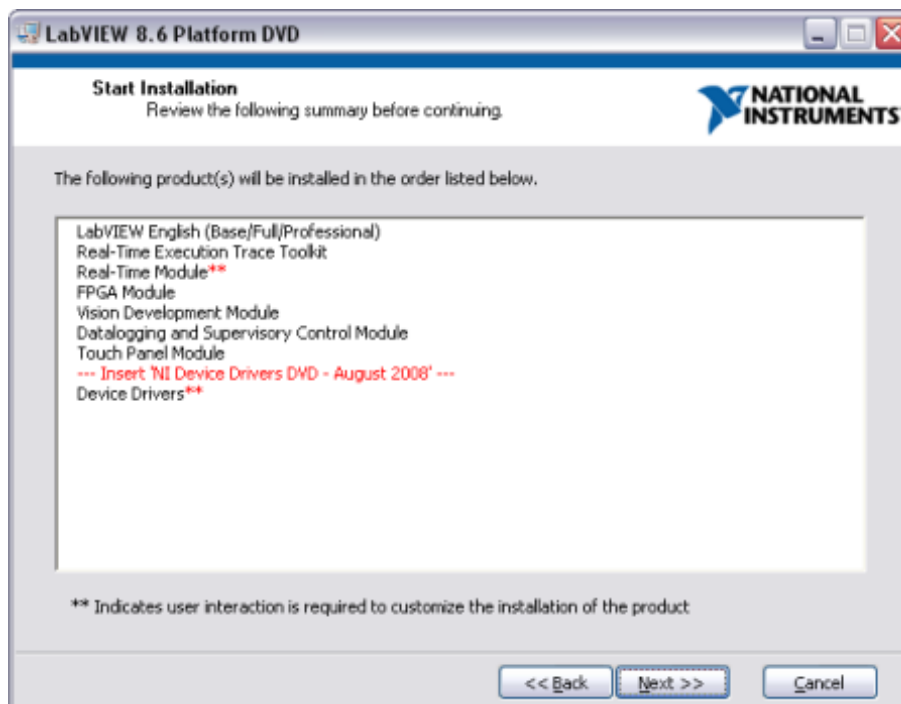 LabVIEW 8.6 Platform DVD
Start Installation
Review the following summary before continuing.
NATIONAL
INSTRUMENTS
The following product(s) will be installed in the order listed below.
LabVIEW English (Base/Full/Professional)
Real-Time Execution Trace Toolkit
Real-Time Module**
FPGA Module
Vision Development Module
Datalogging and Supervisory Control Module
Touch Panel Module
--- Insert 'NI Device Drivers DVD - August 2008' ---
Device Drivers**
** Indicates user interaction is required to customize the installation of the product
<< Back
Next >>
Cancel